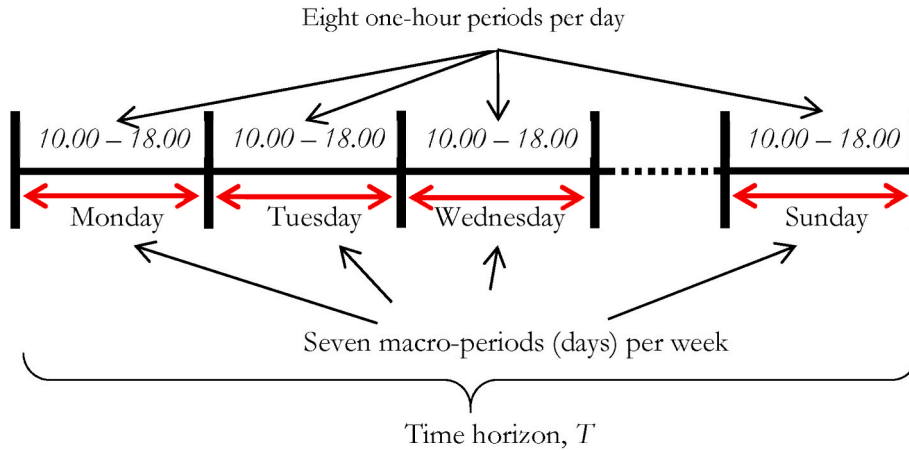 Eight one-hour periods per day
10.00 – 18.00 10.00 – 18.00 10.00 – 18.00 10.00 – 18.00
Monday Tuesday Wednesday Sunday
Seven macro-periods (days) per week
Time horizon, T